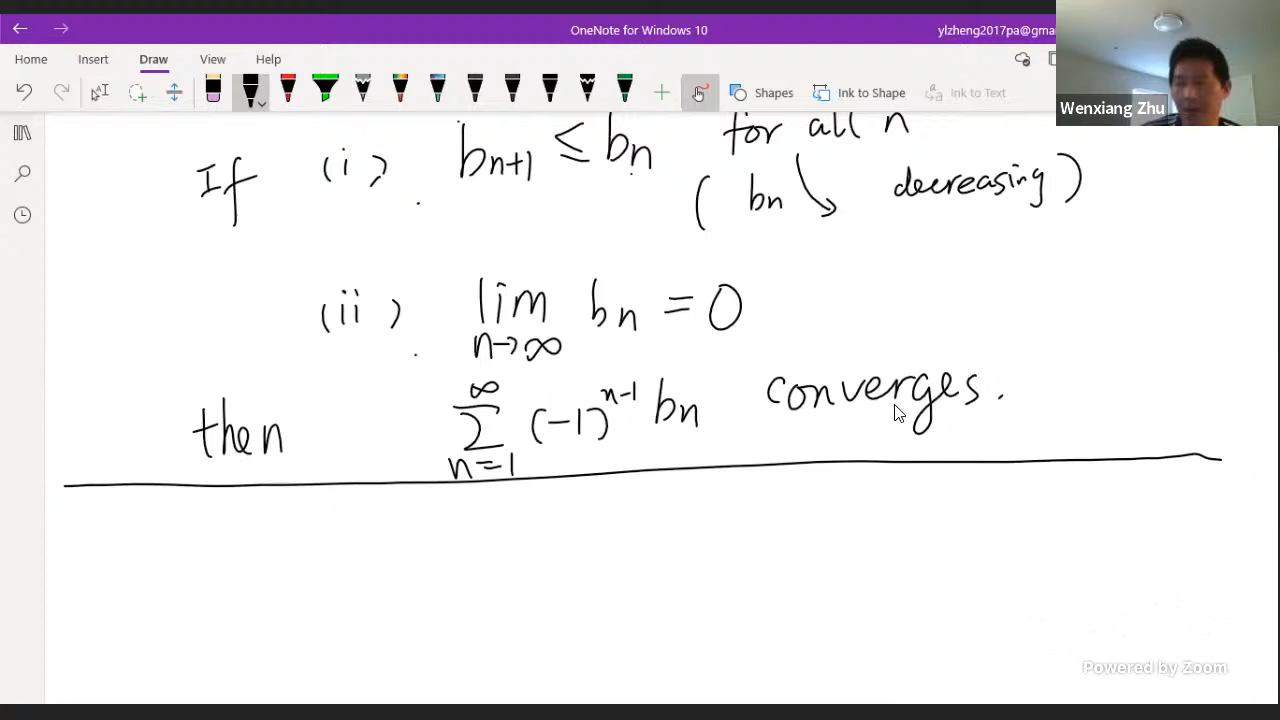 OneNote for Windows 10
ylzheng2017pa@gma
Home Insert Draw View Help
Shapes Ink to Shape Ink to Text
Wenxiang Zhu
If (i). bn+1 ≤ bn for all n
( bn ↘ decreasing )
(ii). lim n→∞ bn = 0
then ∑ n=1 ∞ (-1)^n-1 bn converges.
Powered by Zoom